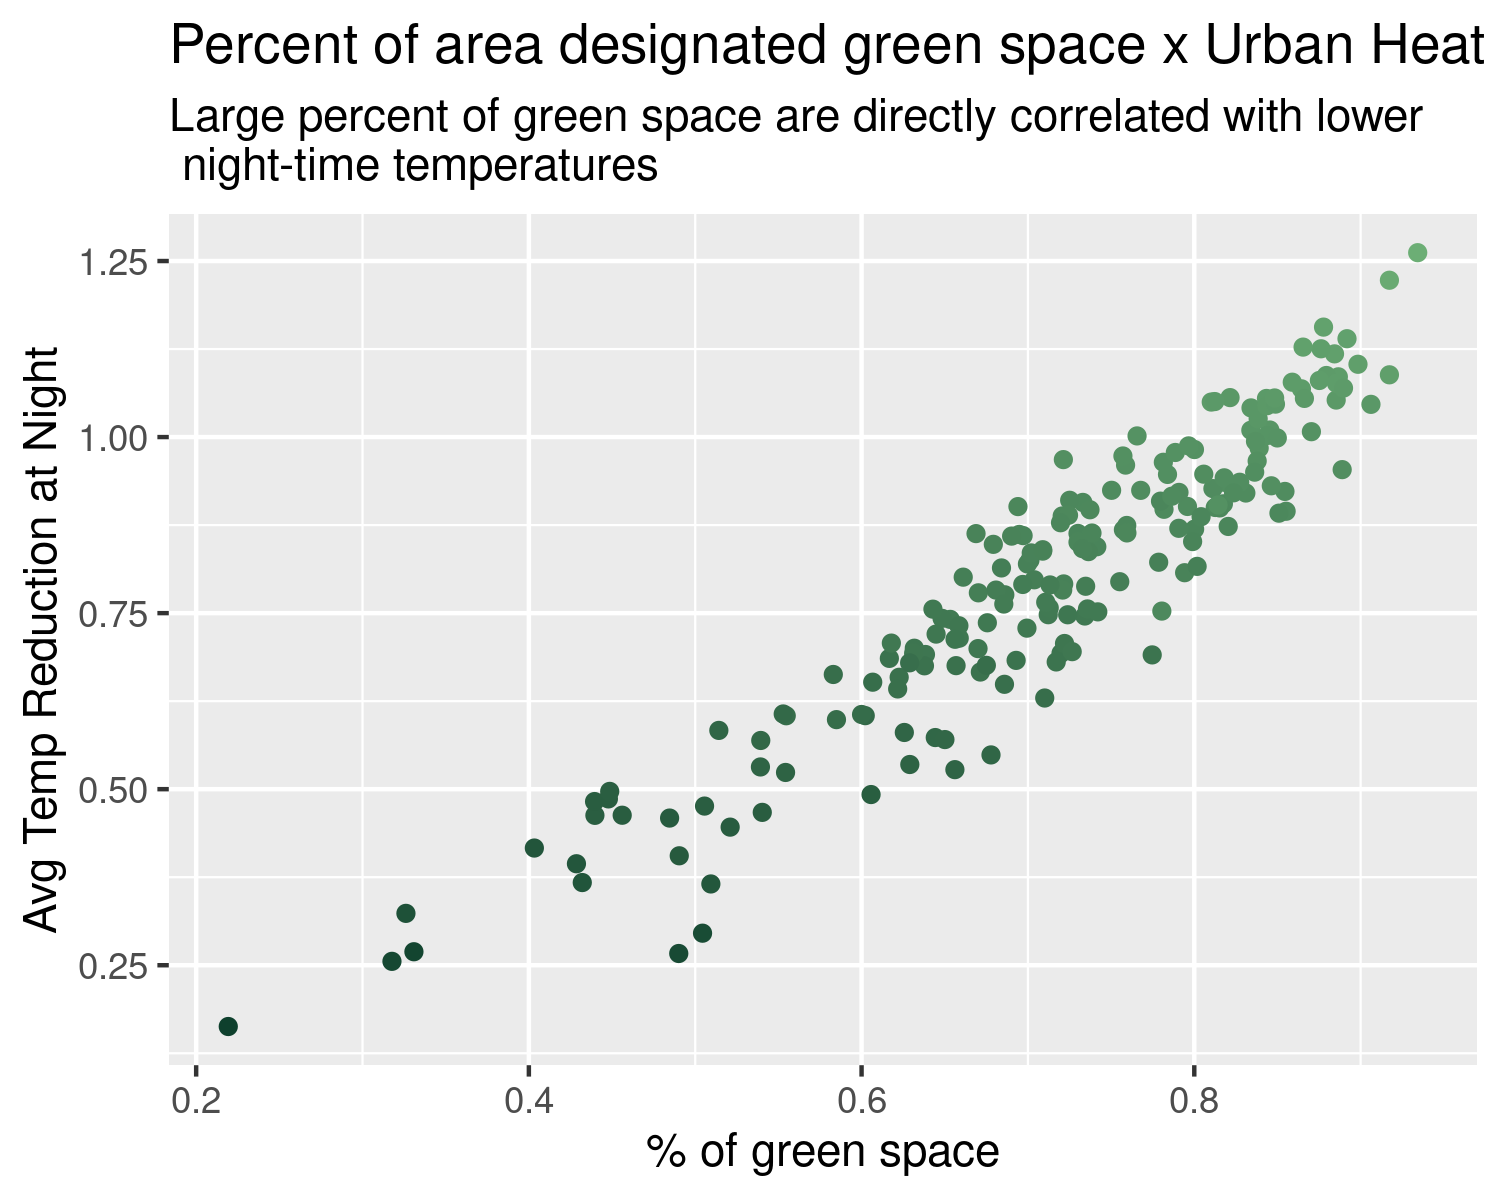 Percent of area designated green space x Urban Heat
Large percent of green space are directly correlated with lower
night-time temperatures
Avg Temp Reduction at Night
1.25
1.00
0.75
0.50
0.25
0.2
0.4
0.6
0.8
% of green space